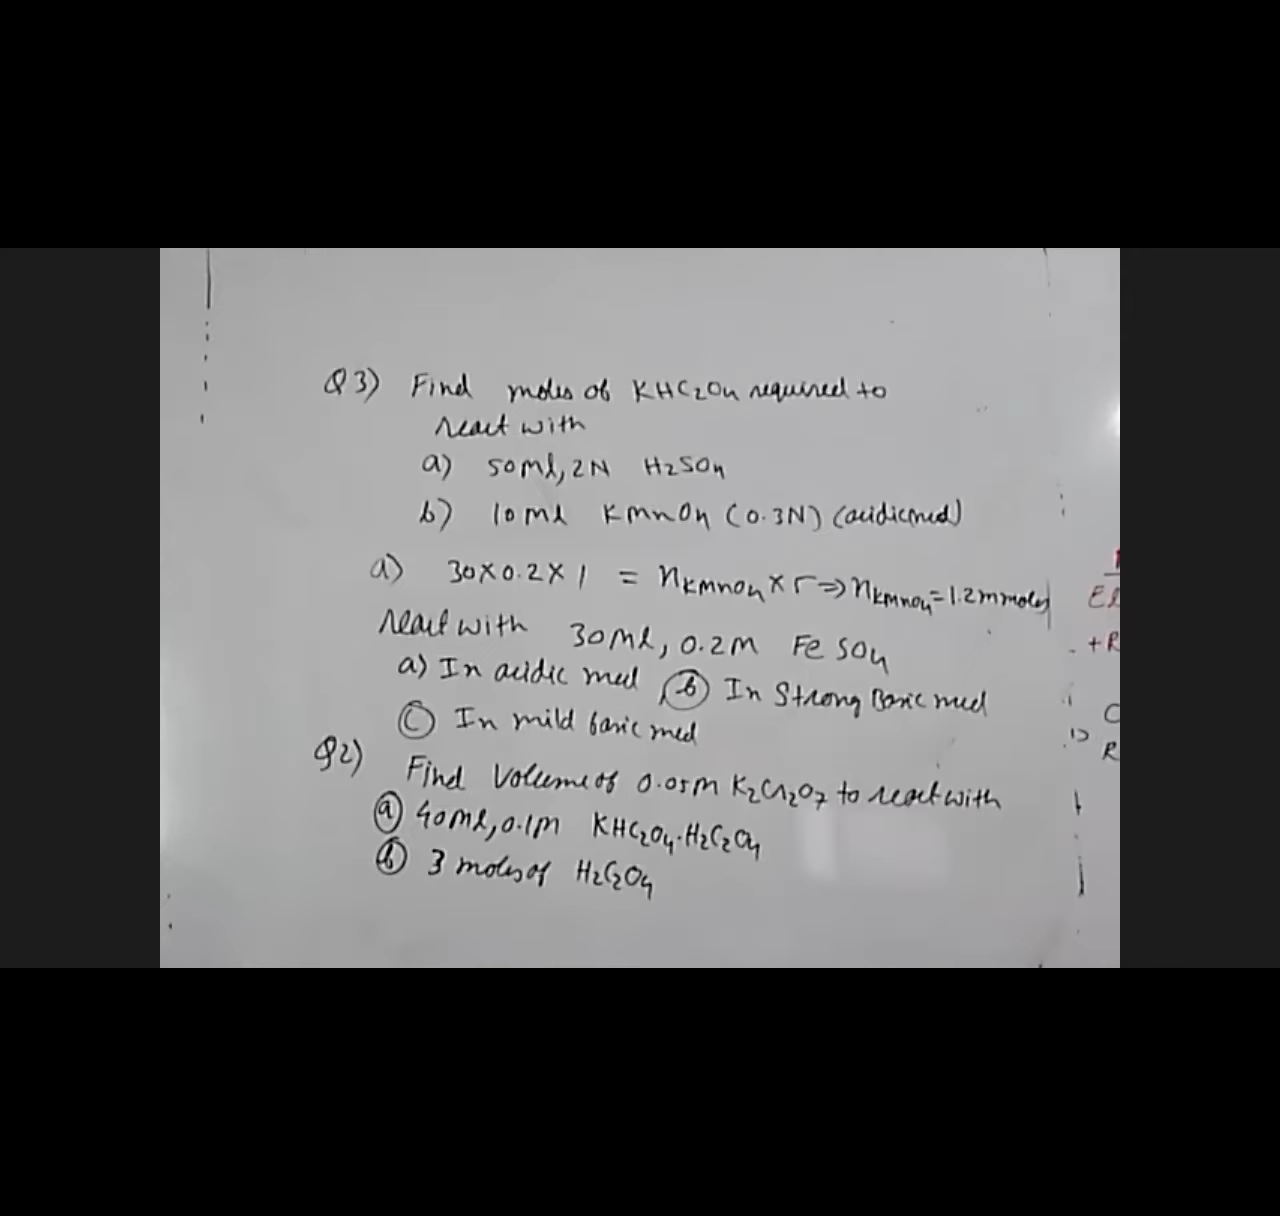 Q3) Find moles of KHC2O4 required to
react with
a) 50ml, 2N H2SO4
b) 10ml KMnO4 (0.3N) (acidic med)
a) 30×0.2×1 = nKMnO4 × 5 ⇒ nKMnO4 = 1.2 mmoles
react with 30ml, 0.2M FeSO4
a) In acidic med (b) In Strong Basic med
(c) In mild basic med
Q2) Find Volume of 0.05M K2Cr2O7 to react with
(a) 40ml, 0.1M KHC2O4.H2C2O4
(b) 3 moles of H2C2O4